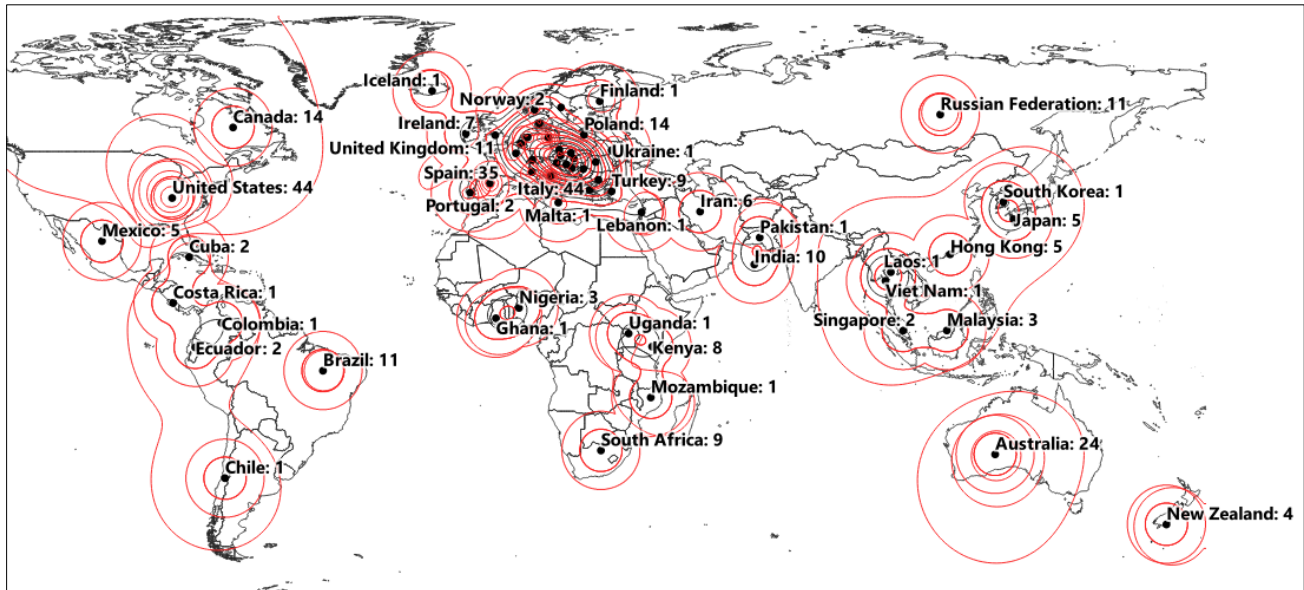 Iceland: 1
Finland: 1
Norway: 2
Russian Federation: 11
Canada: 14
Ireland: 7
Poland: 14
United Kingdom: 11
Ukraine: 1
Spain: 35
United States: 44
Italy: 44
Turkey: 9
South Korea: 1
Portugal: 2
Iran: 6
Malta: 1
Japan: 5
Lebanon: 1
Pakistan: 1
Mexico: 5
Cuba: 2
Hong Kong: 5
India: 10
Laos: 1
Viet Nam: 1
Costa Rica: 1
Nigeria: 3
Colombia: 1
Ghana: 1
Uganda: 1
Singapore: 2
Malaysia: 3
Ecuador: 2
Kenya: 8
Brazil: 11
Mozambique: 1
South Africa: 9
Australia: 24
Chile: 1
New Zealand: 4